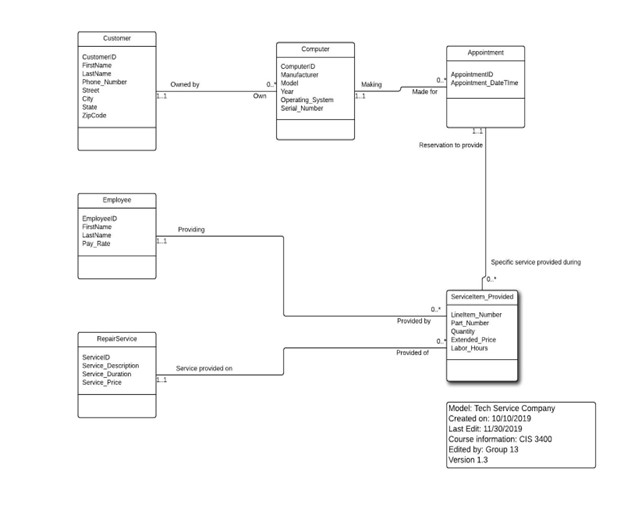 Customer
CustomerID
FirstName
LastName
Phone_Number
Street
City
State
ZipCode
Owned by
1..1
0..*
Own
Computer
ComputerID
Manufacturer
Model
Year
Operating_System
Serial_Number
Making
1..1
0..*
Made for
Appointment
AppointmentID
Appointment_DateTime
1..1
Reservation to provide
Specific service provided during
0..*
Employee
EmployeeID
FirstName
LastName
Pay_Rate
Providing
1..1
0..*
Provided by
ServiceItem_Provided
LineItem_Number
Part_Number
Quantity
Extended_Price
Labor_Hours
RepairService
ServiceID
Service_Description
Service_Duration
Service_Price
Service provided on
1..1
0..*
Provided of
Model: Tech Service Company
Created on: 10/10/2019
Last Edit: 11/30/2019
Course information: CIS 3400
Edited by: Group 13
Version 1.3